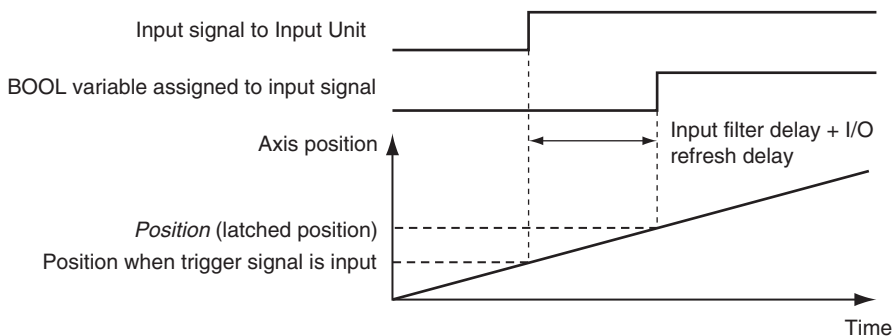 Input signal to Input Unit
BOOL variable assigned to input signal
Input filter delay + I/O
refresh delay
Axis position
Position (latched position)
Position when trigger signal is input
Time